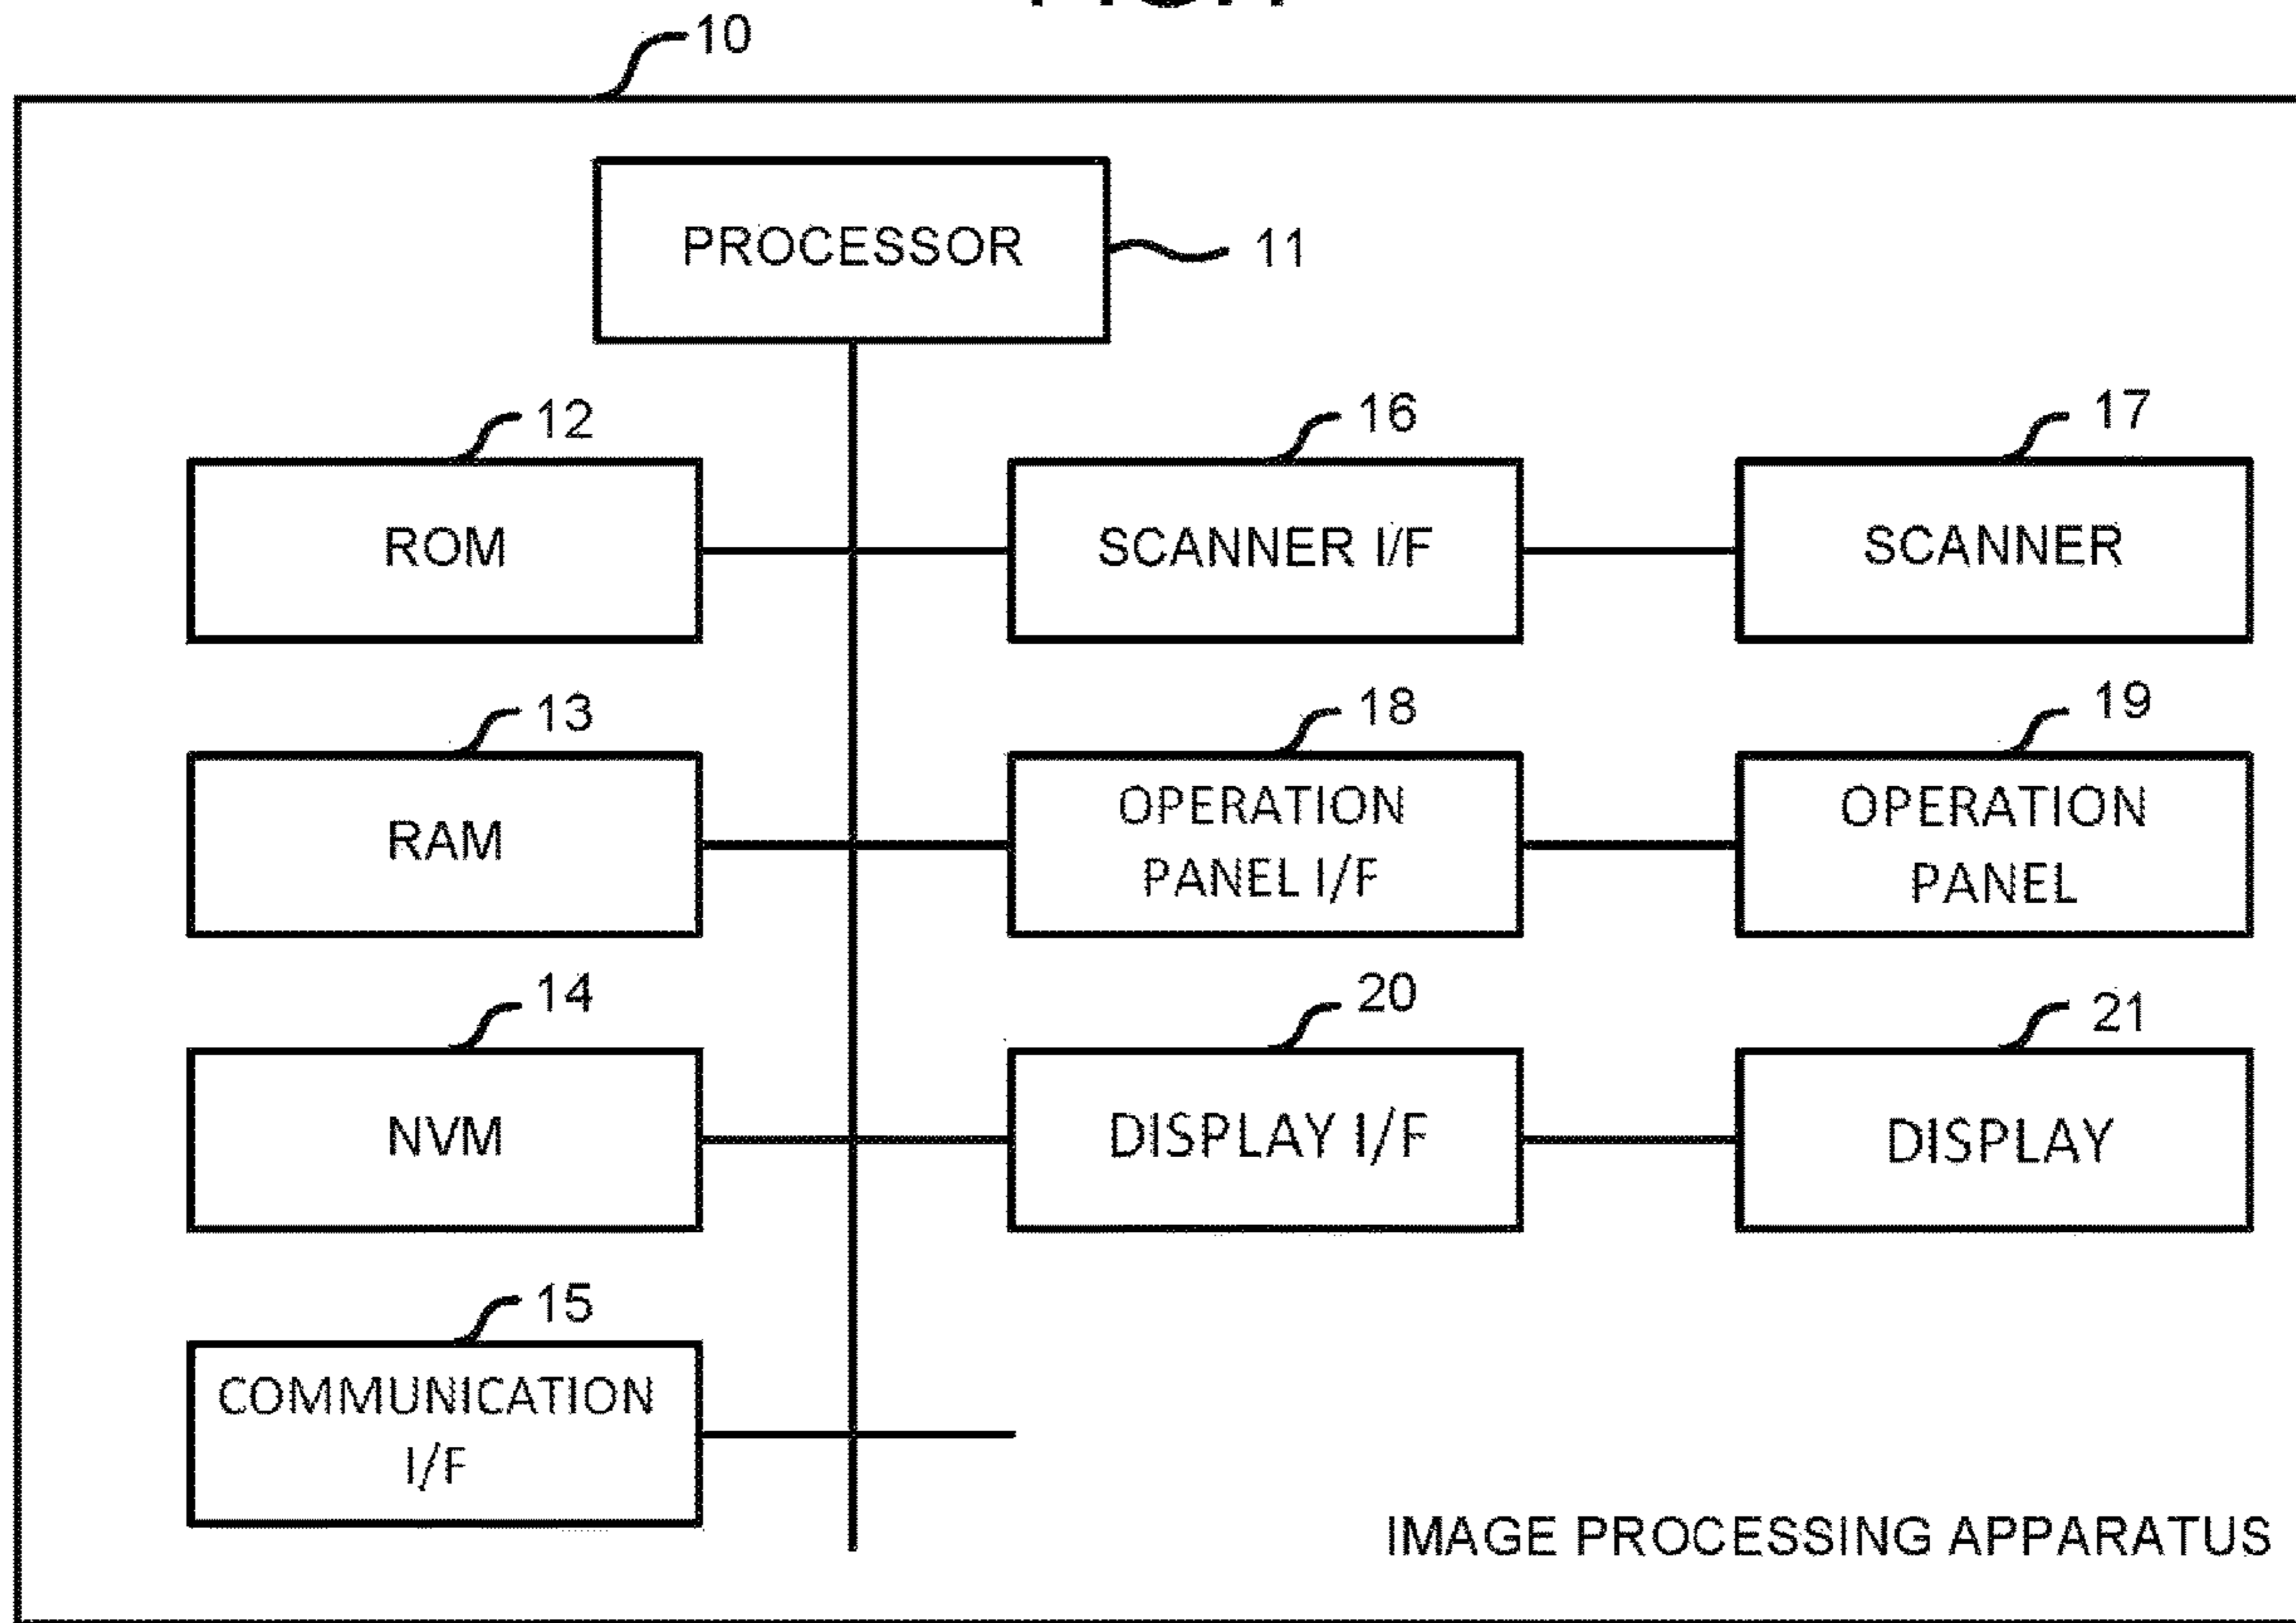 10
PROCESSOR
11
12
16
17
ROM
SCANNER I/F
SCANNER
13
18
19
RAM
OPERATION
PANEL I/F
OPERATION
PANEL
14
20
21
NVM
DISPLAY I/F
DISPLAY
15
COMMUNICATION
I/F
IMAGE PROCESSING APPARATUS